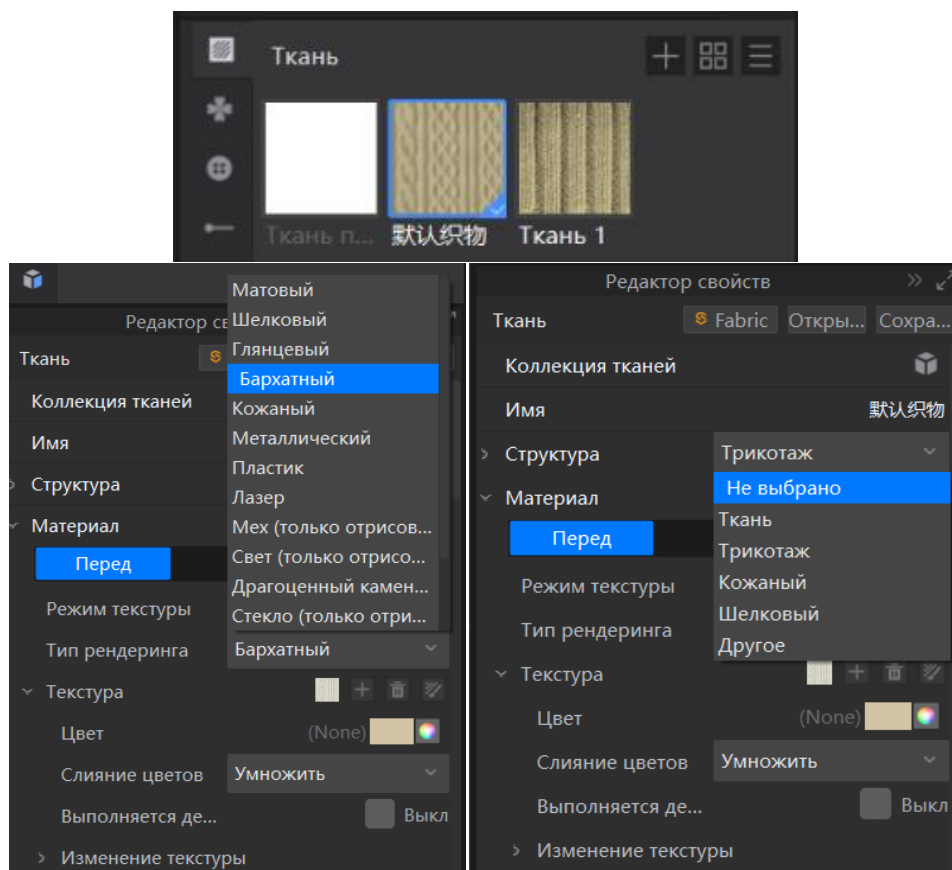 Ткань
Ткань п...
默认织物
Ткань 1
Редактор св
Ткань
Коллекция тканей
Имя
Структура
Материал
Перед
Режим текстуры
Тип рендеринга
Бархатный
Текстура
Цвет
(None)
Слияние цветов
Умножить
Выполняется де...
Выкл
Изменение текстуры
Матовый
Шелковый
Глянцевый
Бархатный
Кожаный
Металлический
Пластик
Лазер
Мех (только отрисов...
Свет (только отрисо...
Драгоценный камен...
Стекло (только отри...
Редактор свойств
Ткань
Fabric
Откры...
Сохра...
Коллекция тканей
Имя
默认织物
Структура
Трикотаж
Материал
Перед
Режим текстуры
Тип рендеринга
Не выбрано
Ткань
Трикотаж
Кожаный
Шелковый
Другое
Текстура
Цвет
(None)
Слияние цветов
Умножить
Выполняется де...
Выкл
Изменение текстуры